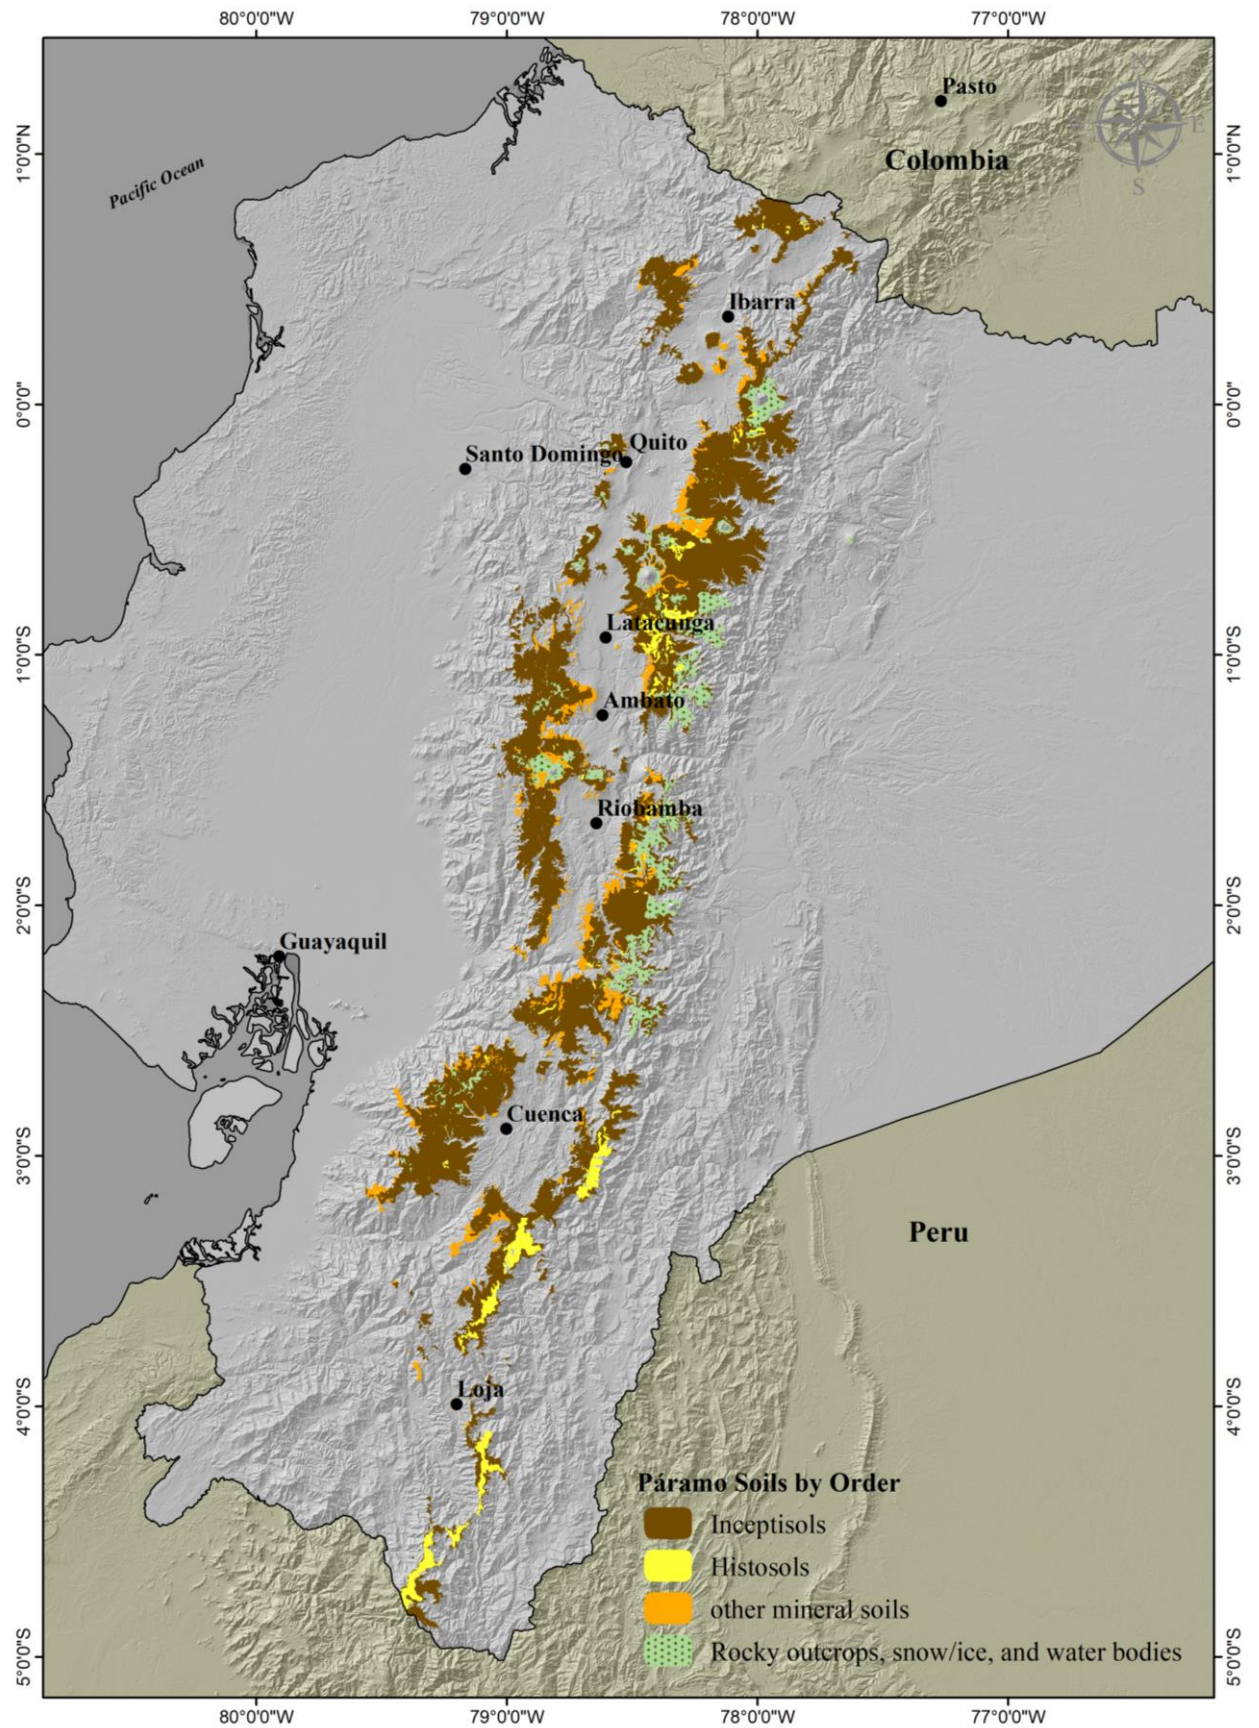 80°0'0"W 79°0'0"W 78°0'0"W 77°0'0"W
N
Pasto
E
Colombia
S
Pacific Ocean
1°0'0"N 1°0'0"N
Ibarra
0°0'0" 0°0'0"
Quito
Santo Domingo
Latacunga
1°0'0"S 1°0'0"S
Ambato
Riobamba
2°0'0"S 2°0'0"S
Guayaquil
Cuenca
3°0'0"S 3°0'0"S
Peru
Loja
4°0'0"S 4°0'0"S
Páramo Soils by Order
Inceptisols
Histosols
other mineral soils
Rocky outcrops, snow/ice, and water bodies
5°0'0"S 5°0'0"S
80°0'0"W 79°0'0"W 78°0'0"W 77°0'0"W